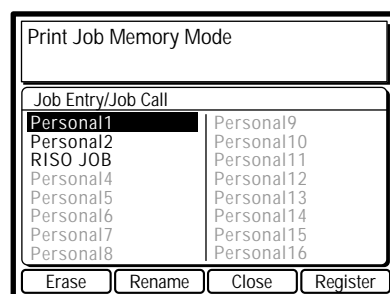 Print Job Memory Mode
Job Entry/Job Call
Personal1
Personal2
RISO JOB
Personal4
Personal5
Personal6
Personal7
Personal8
Personal9
Personal10
Personal11
Personal12
Personal13
Personal14
Personal15
Personal16
Erase Rename Close Register